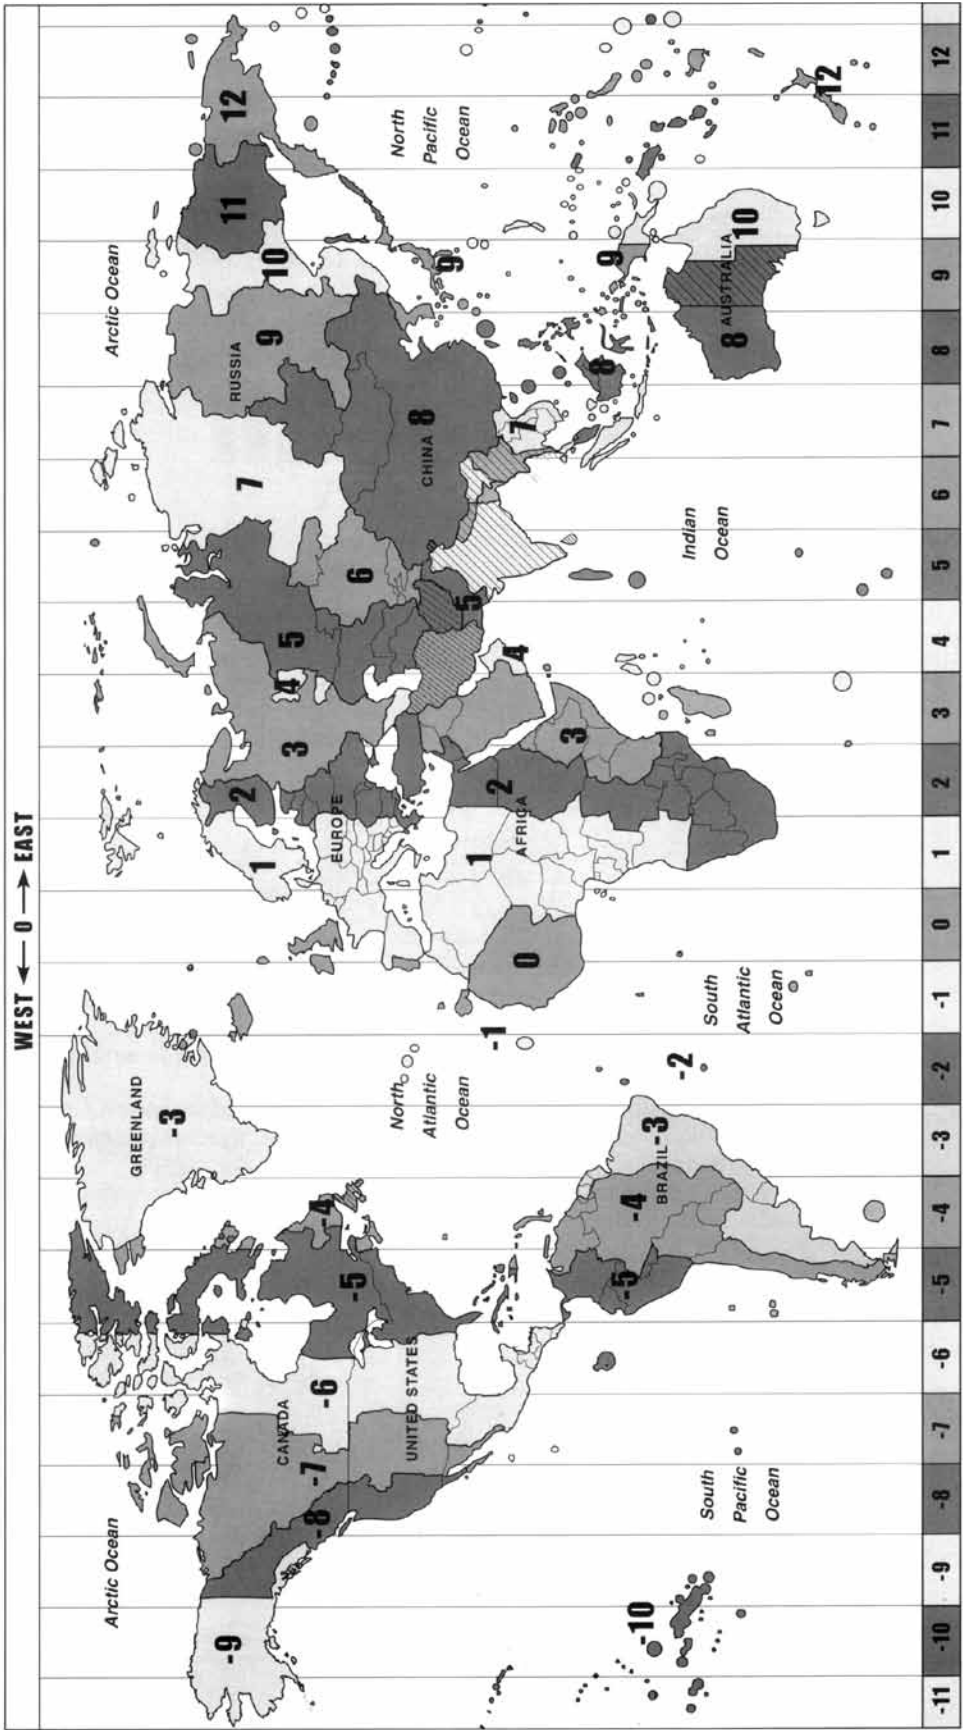 WEST ← 0 → EAST
Arctic Ocean
Arctic Ocean
GREENLAND
-3
-9
-8
-7
CANADA
-6
-5
-4
UNITED STATES
North
Atlantic
Ocean
-1
-2
-3
BRAZIL
-4
-5
-10
South
Pacific
Ocean
South
Atlantic
Ocean
1
2
3
4
5
EUROPE
1
2
AFRICA
0
3
4
5
6
7
RUSSIA
9
10
11
12
CHINA
8
7
9
North
Pacific
Ocean
Indian
Ocean
8
9
8
AUSTRALIA
10
12
-11 -10 -9 -8 -7 -6 -5 -4 -3 -2 -1 0 1 2 3 4 5 6 7 8 9 10 11 12